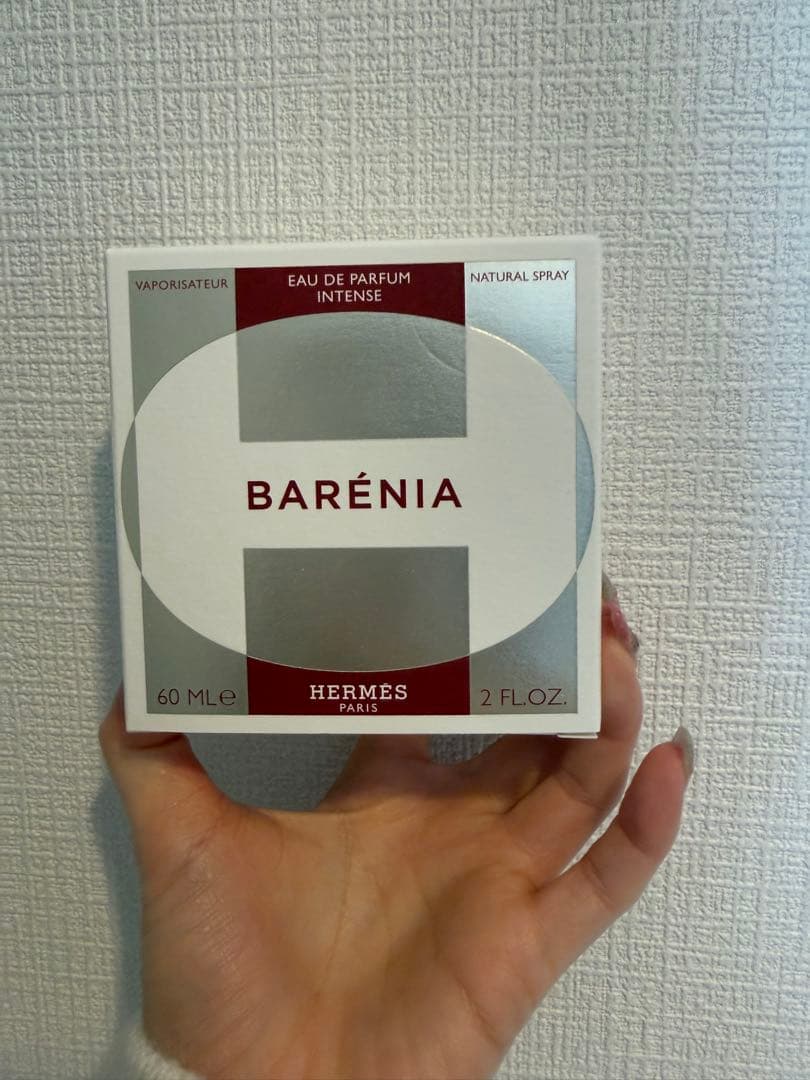 VAPORISATEUR
EAU DE PARFUM
INTENSE
NATURAL SPRAY
BARÉNIA
60 ML℮
HERMÈS
PARIS
2 FL.OZ.